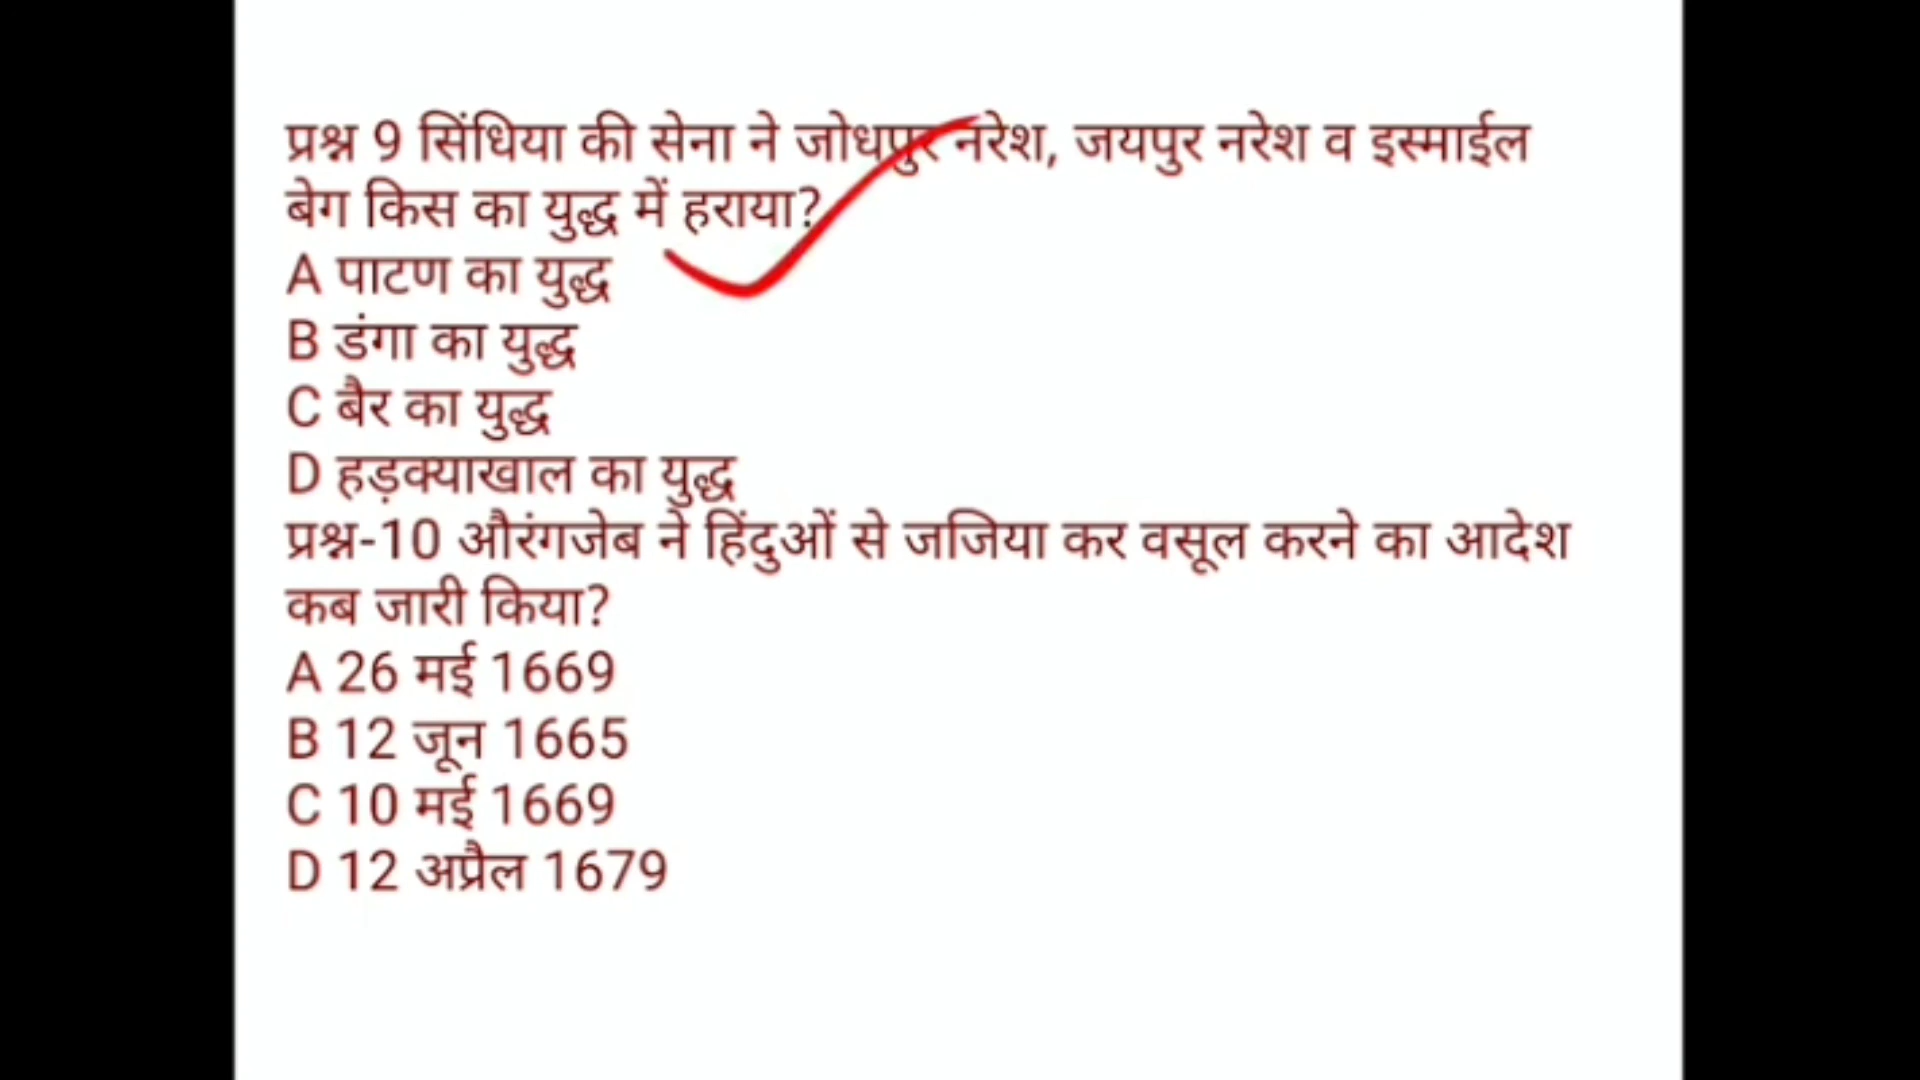 प्रश्न 9 सिंधिया की सेना ने जोधपुर नरेश, जयपुर नरेश व इस्माईल
बेग किस का युद्ध में हराया?
A पाटण का युद्ध
B डंगा का युद्ध
C बैर का युद्ध
D हड़क्याखाल का युद्ध
प्रश्न-10 औरंगजेब ने हिंदुओं से जजिया कर वसूल करने का आदेश
कब जारी किया?
A 26 मई 1669
B 12 जून 1665
C 10 मई 1669
D 12 अप्रैल 1679